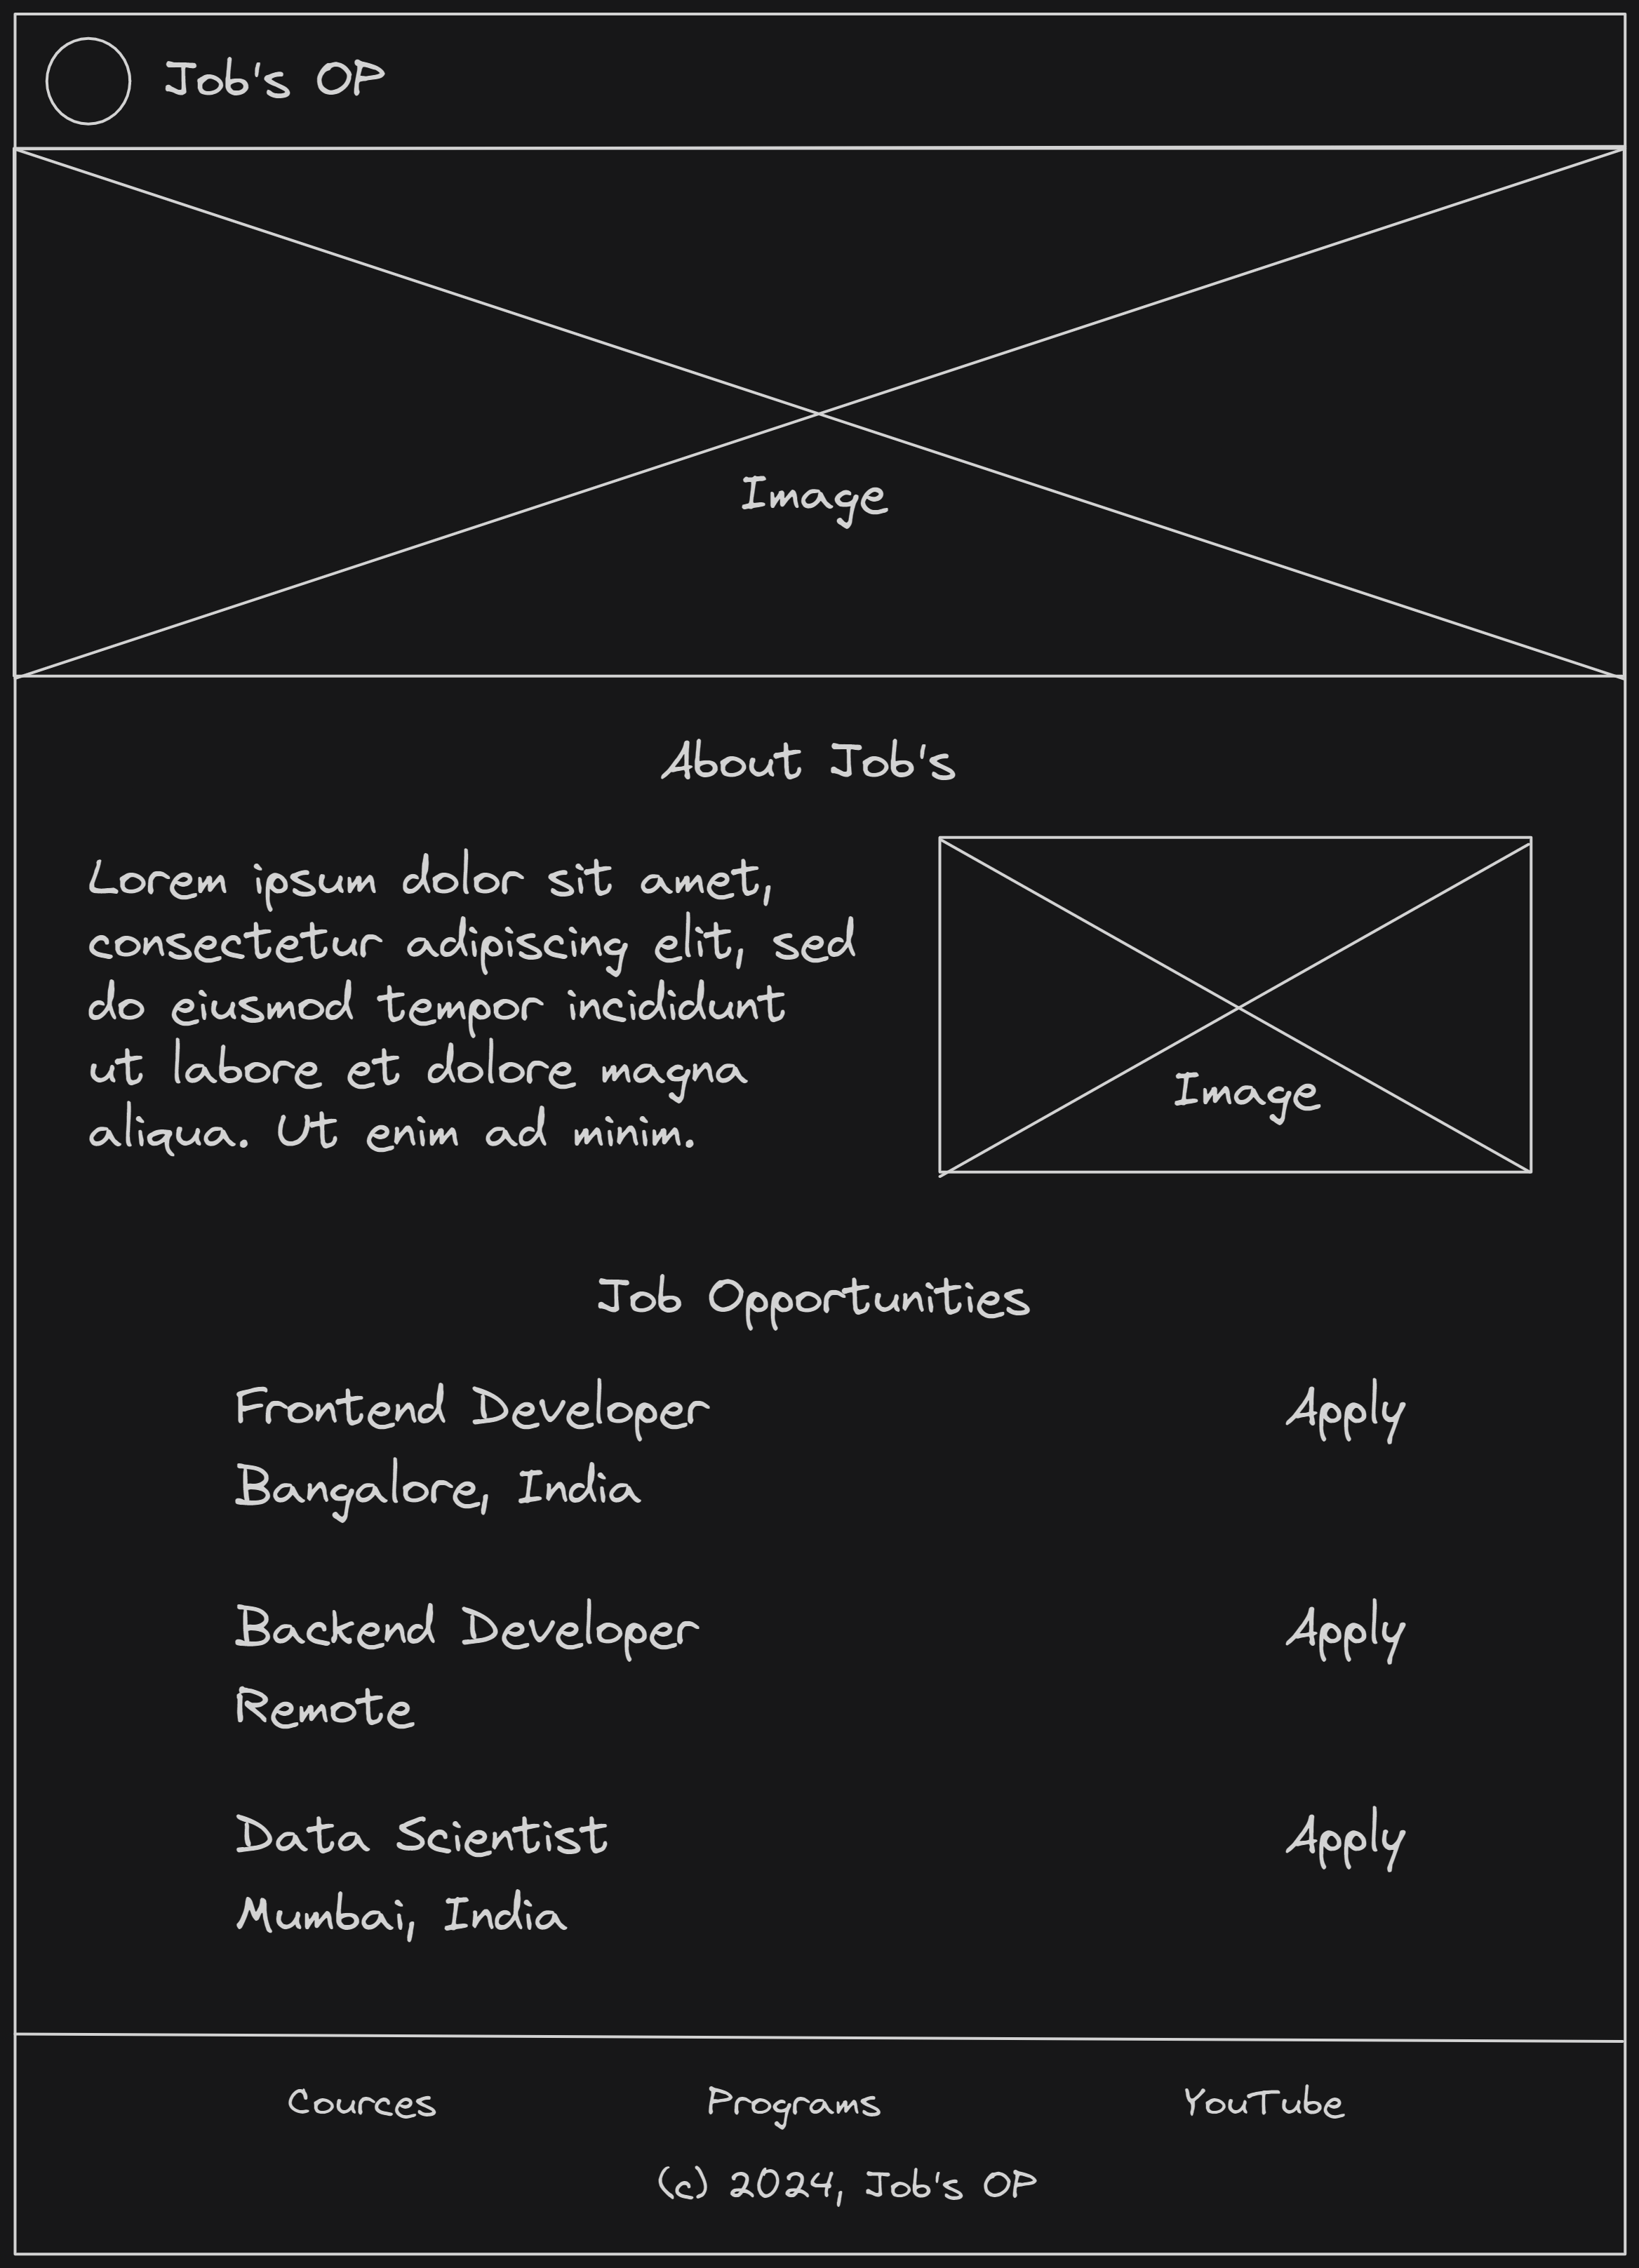 Job's OP
Image
About Job's
Lorem ipsum dolor sit amet,
consectetur adipiscing elit, sed
do eiusmod tempor incididunt
ut labore et dolore magna
aliqua. Ut enim ad minim.
Image
Job Opportunities
Frontend Developer
Apply
Bangalore, India
Backend Developer
Apply
Remote
Data Scientist
Apply
Mumbai, India
Cources
Programs
YouTube
(c) 2024, Job's OP